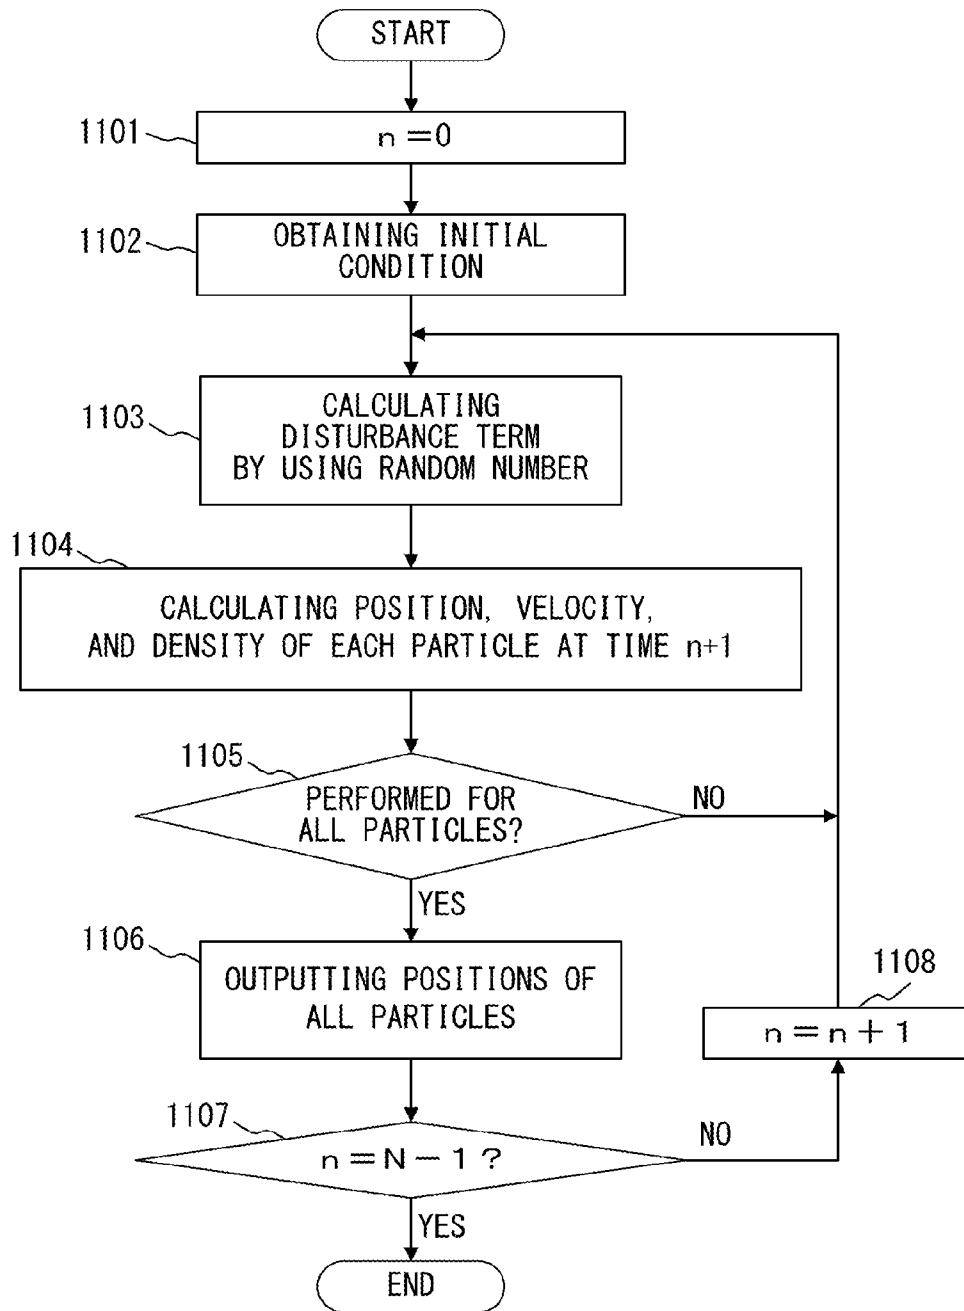 START
1101
n=0
1102
OBTAINING INITIAL
CONDITION
1103
CALCULATING
DISTURBANCE TERM
BY USING RANDOM NUMBER
1104
CALCULATING POSITION, VELOCITY,
AND DENSITY OF EACH PARTICLE AT TIME n+1
1105
PERFORMED FOR
ALL PARTICLES?
NO
YES
1106
OUTPUTTING POSITIONS OF
ALL PARTICLES
1108
n=n+1
1107
n=N-1?
NO
YES
END